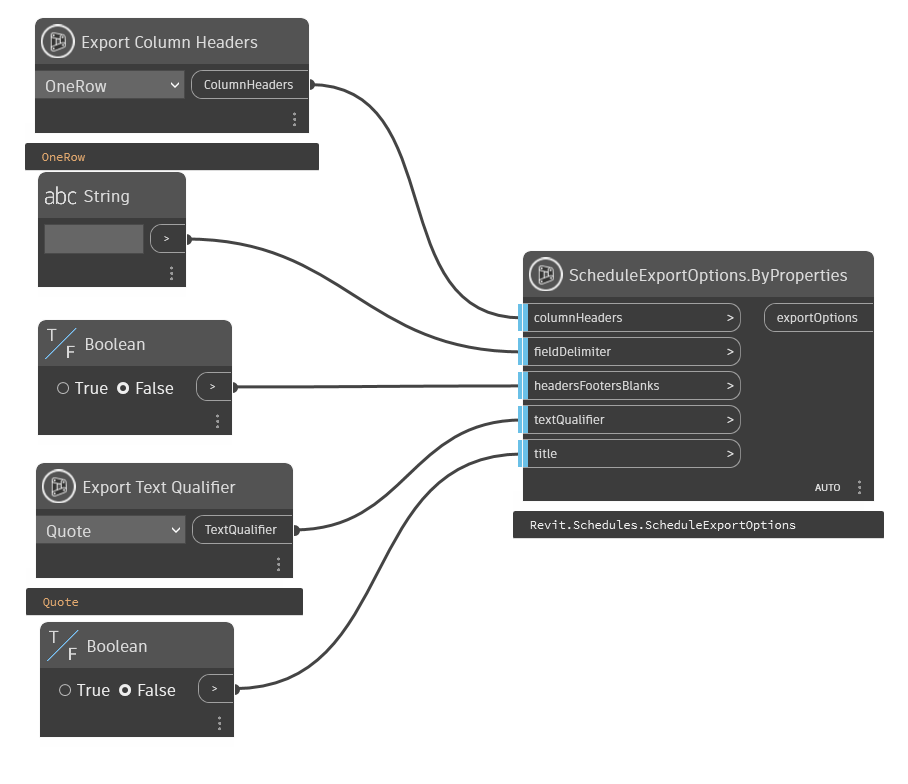 Export Column Headers
OneRow
ColumnHeaders
OneRow
abc String
>
T
F
Boolean
True
False
>
Export Text Qualifier
Quote
TextQualifier
Quote
T
F
Boolean
True
False
>
ScheduleExportOptions.ByProperties
columnHeaders >
exportOptions
fieldDelimiter >
headersFootersBlanks >
textQualifier >
title >
AUTO
Revit.Schedules.ScheduleExportOptions